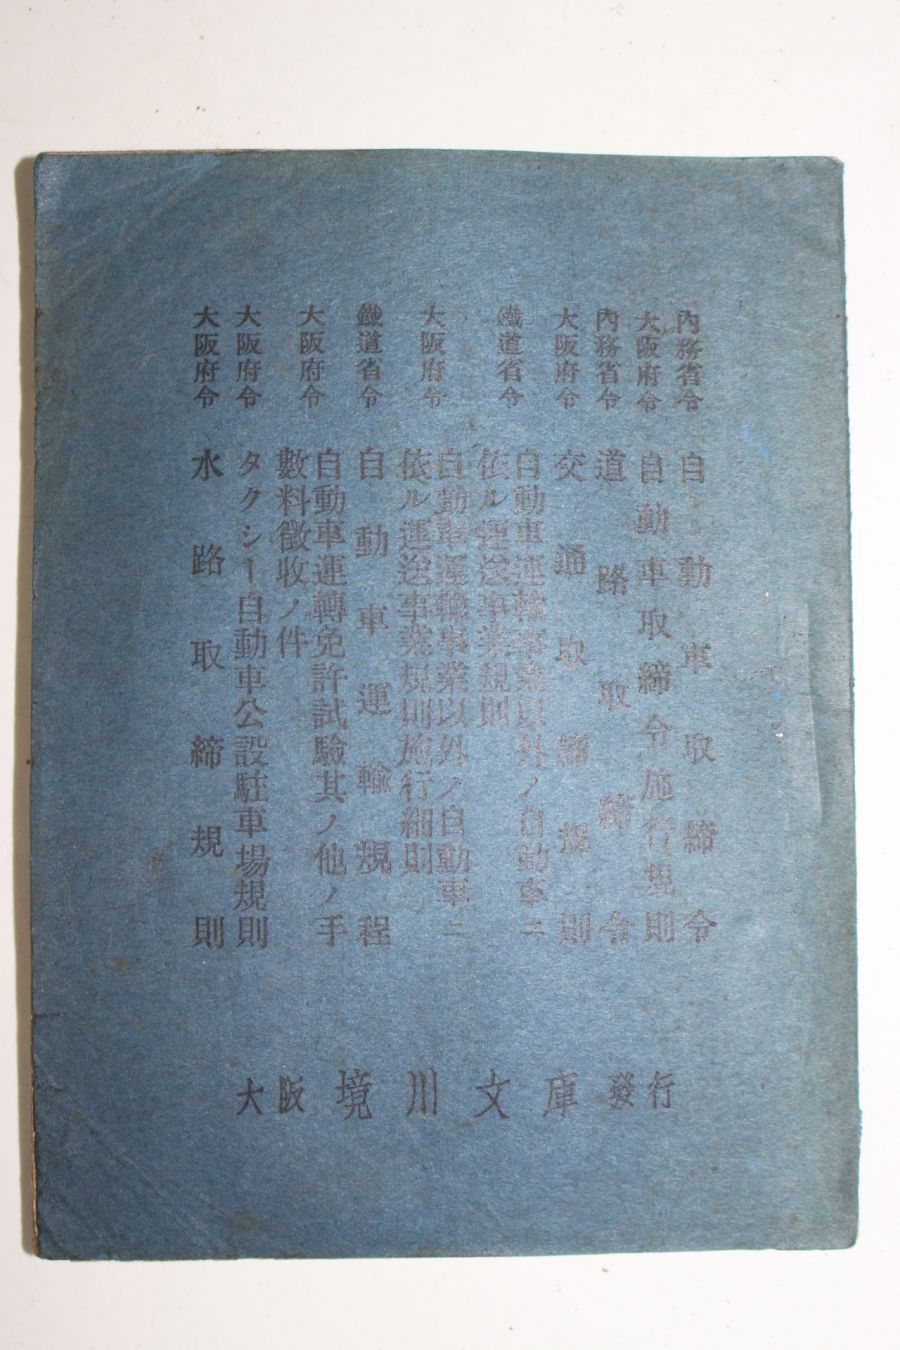 內務省令 自動車取締令
大阪府令 自動車取締令施行規則
內務省令 道路取締令
大阪府令 交通取締規則
鐵道省令 自動車運輸事業以外ノ自動車ニ
依ル運送事業規則
大阪府令 自動車運輸事業以外ノ自動車ニ
依ル運送事業規則施行細則
鐵道省令 自動車運輸規程
大阪府令 自動車運轉免許試驗其ノ他ノ手
數料徵收ノ件
大阪府令 タクシー自動車公設駐車場規則
大阪府令 水路取締規則
大阪 境川文庫 發行